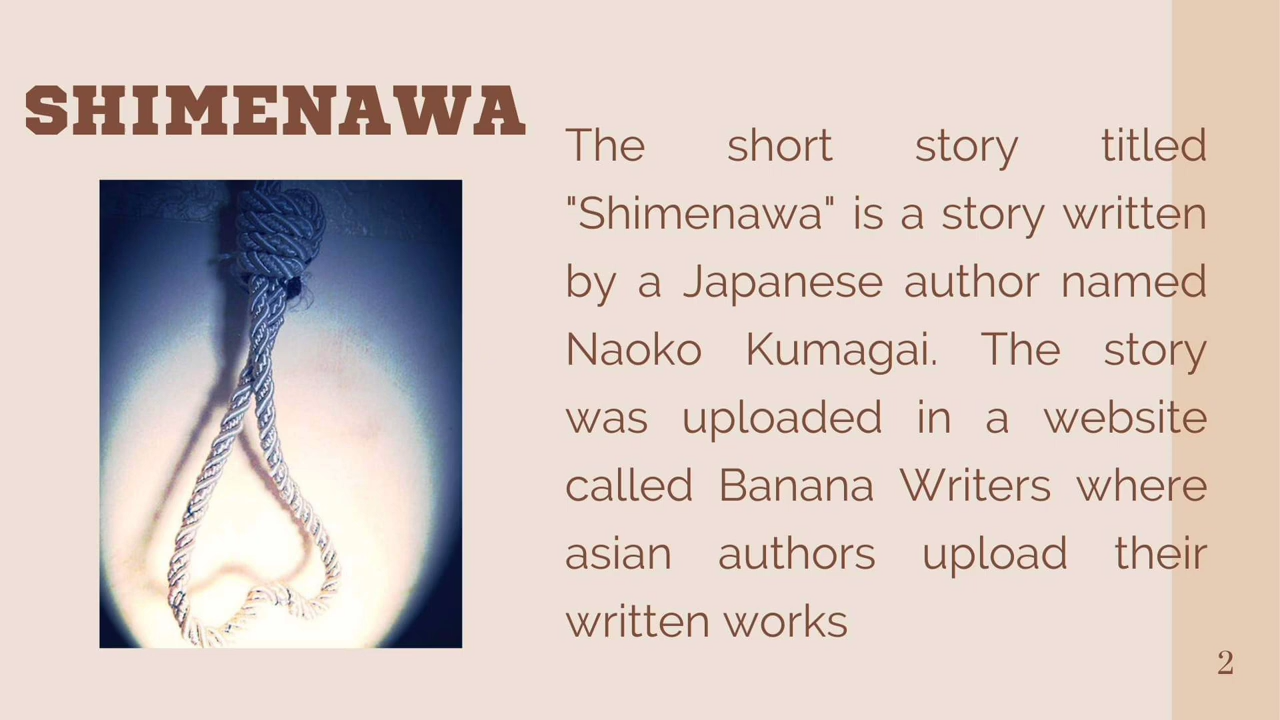 SHIMENAWA
The short story titled
"Shimenawa" is a story written
by a Japanese author named
Naoko Kumagai. The story
was uploaded in a website
called Banana Writers where
asian authors upload their
written works
2